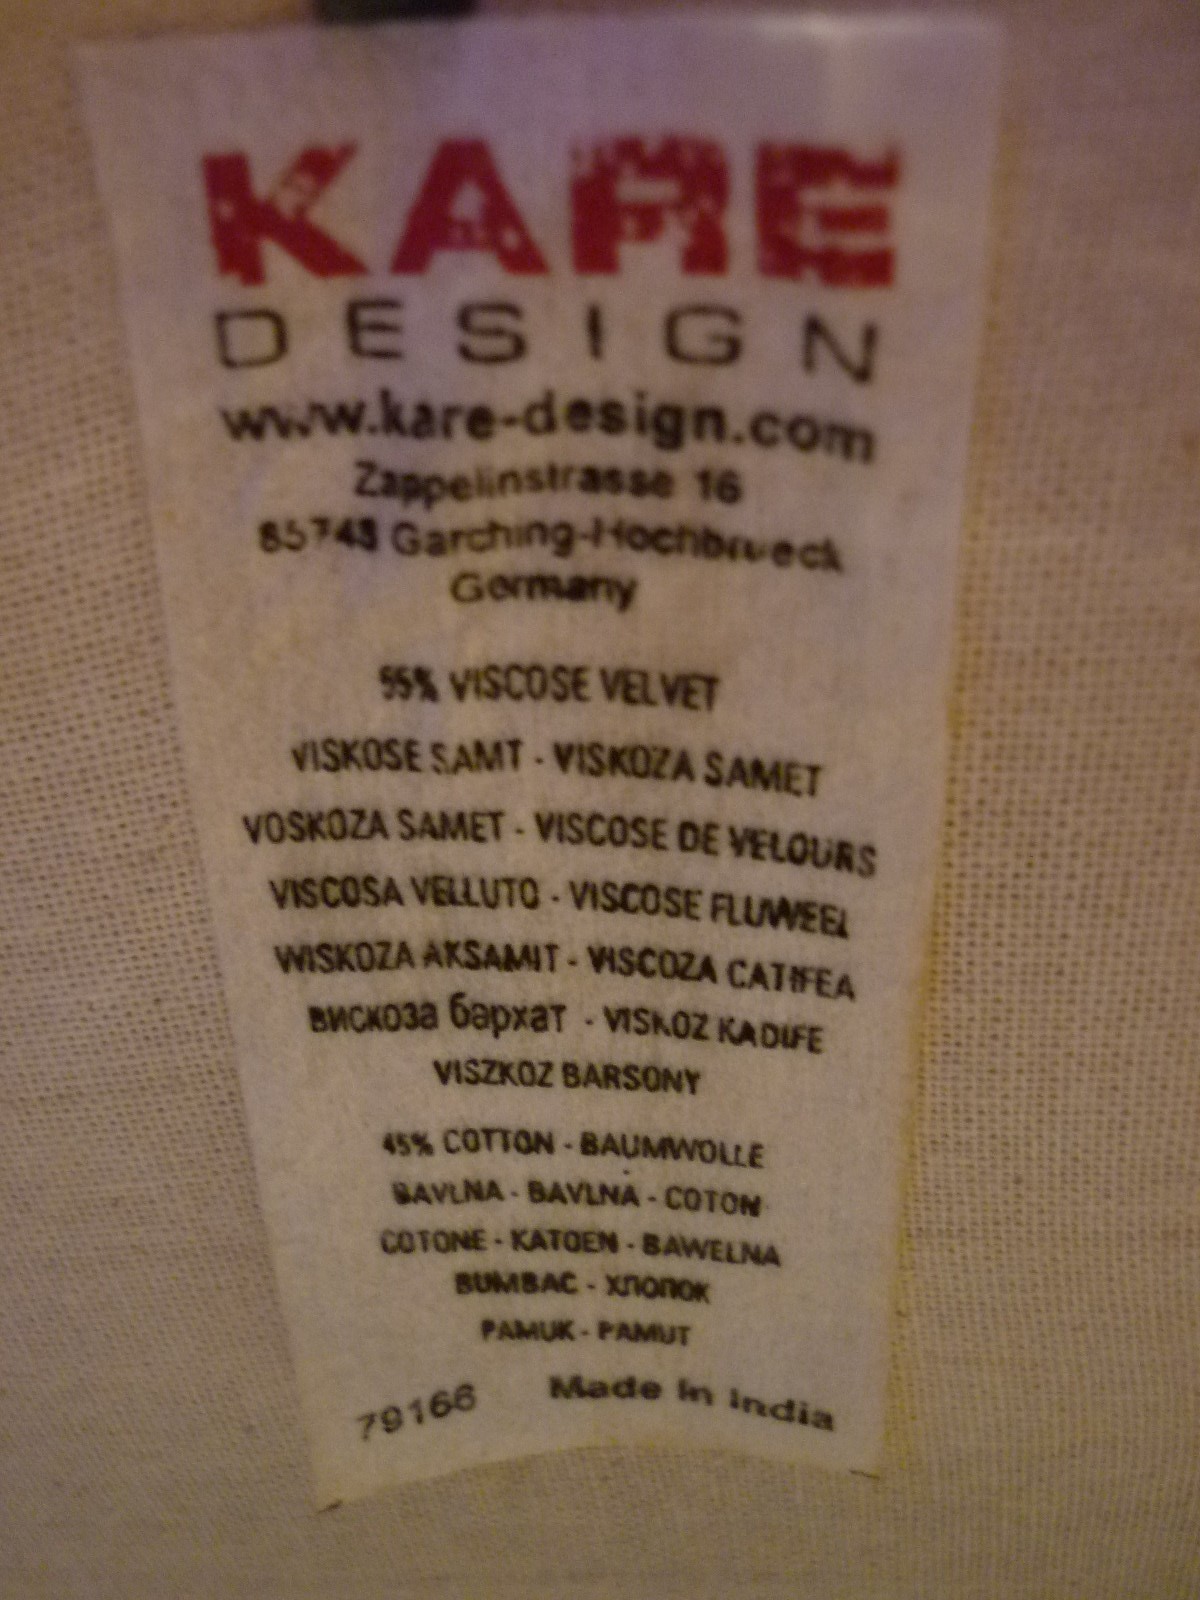 KARE
DESIGN
www.kare-design.com
Zappelinstrasse 16
85748 Garching-Hochbrueck
Germany
55% VISCOSE VELVET
VISKOSE SAMT - VISKOZA SAMET
VOSKOZA SAMET - VISCOSE DE VELOURS
VISCOSA VELLUTO - VISCOSE FLUWEEL
WISKOZA AKSAMIT - VISCOZA CATIFEA
вискоза бархат - VISKOZ KADIFE
VISZKOZ BARSONY
45% COTTON - BAUMWOLLE
BAVLNA - BAVLNA - COTON
COTONE - KATOEN - BAWELNA
BUMBAC - хлопок
PAMUK - PAMUT
79166 Made in India